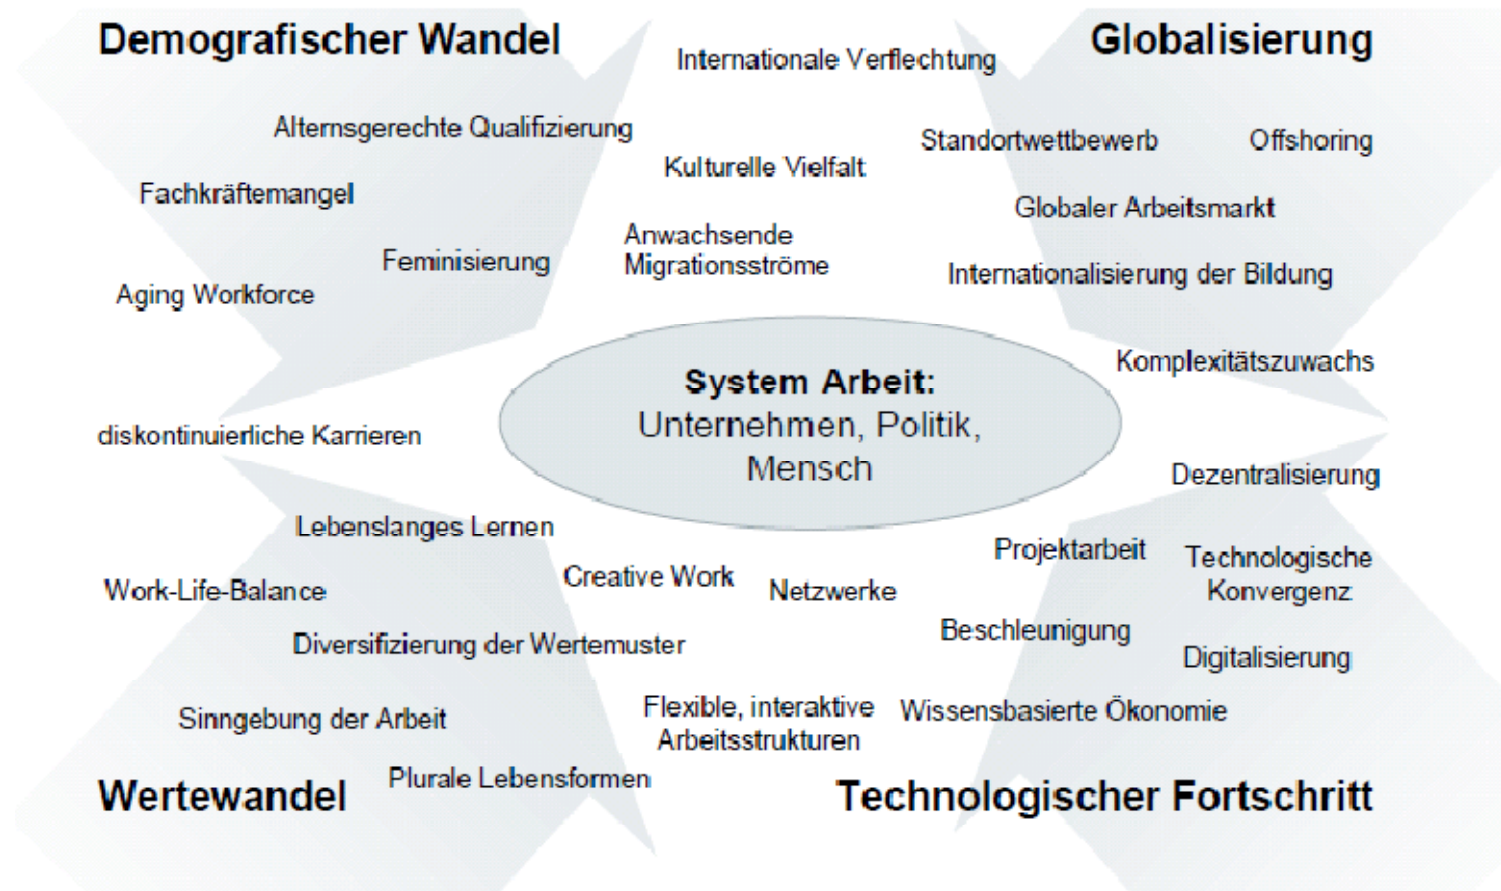 Demografischer Wandel
Globalisierung
Internationale Verflechtung
Alternsgerechte Qualifizierung
Standortwettbewerb
Offshoring
Kulturelle Vielfalt
Fachkräftemangel
Globaler Arbeitsmarkt
Anwachsende
Migrationsströme
Feminisierung
Internationalisierung der Bildung
Aging Workforce
Komplexitätszuwachs
System Arbeit:
Unternehmen, Politik,
Mensch
diskontinuierliche Karrieren
Dezentralisierung
Lebenslanges Lernen
Projektarbeit
Technologische
Konvergenz
Creative Work
Netzwerke
Work-Life-Balance
Beschleunigung
Diversifizierung der Wertemuster
Digitalisierung
Sinngebung der Arbeit
Flexible, interaktive
Arbeitsstrukturen
Wissensbasierte Ökonomie
Plurale Lebensformen
Wertewandel
Technologischer Fortschritt